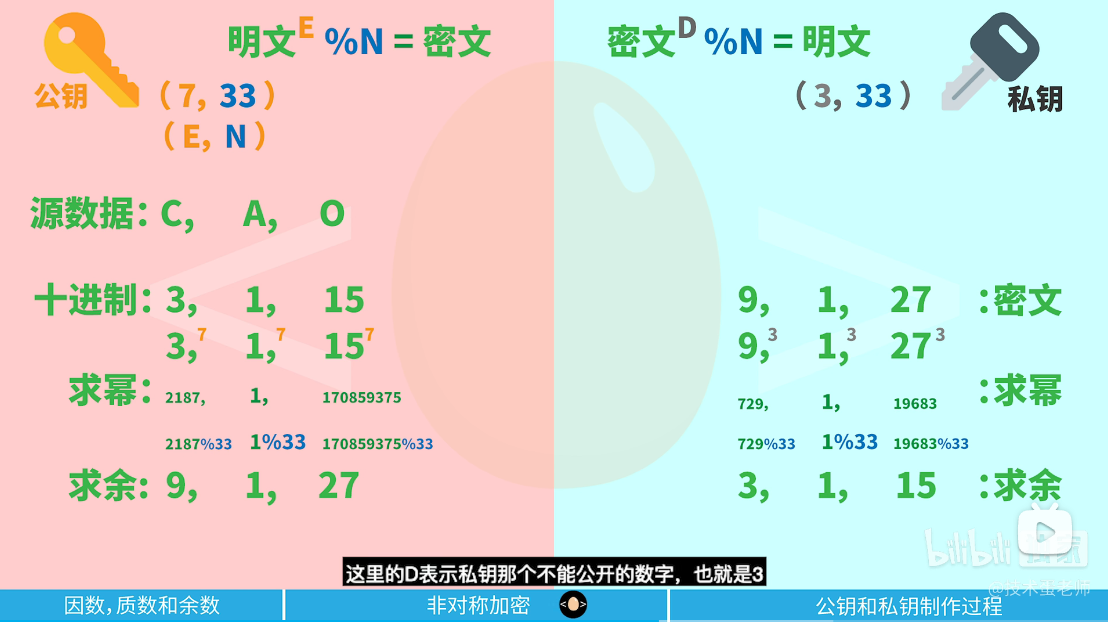 明文E %N = 密文
公钥
( 7, 33 )
( E, N )
源数据: C, A, O
十进制: 3, 1, 15
3,7 1,7 157
求幂: 2187, 1, 170859375
2187%33 1%33 170859375%33
求余: 9, 1, 27
密文D %N = 明文
( 3, 33 )
私钥
9, 1, 27 :密文
9,3 1,3 273
729, 1, 19683 :求幂
729%33 1%33 19683%33
3, 1, 15 :求余
bilibili
@技术蛋老师
这里的D表示私钥那个不能公开的数字，也就是3
因数,质数和余数
非对称加密
公钥和私钥制作过程